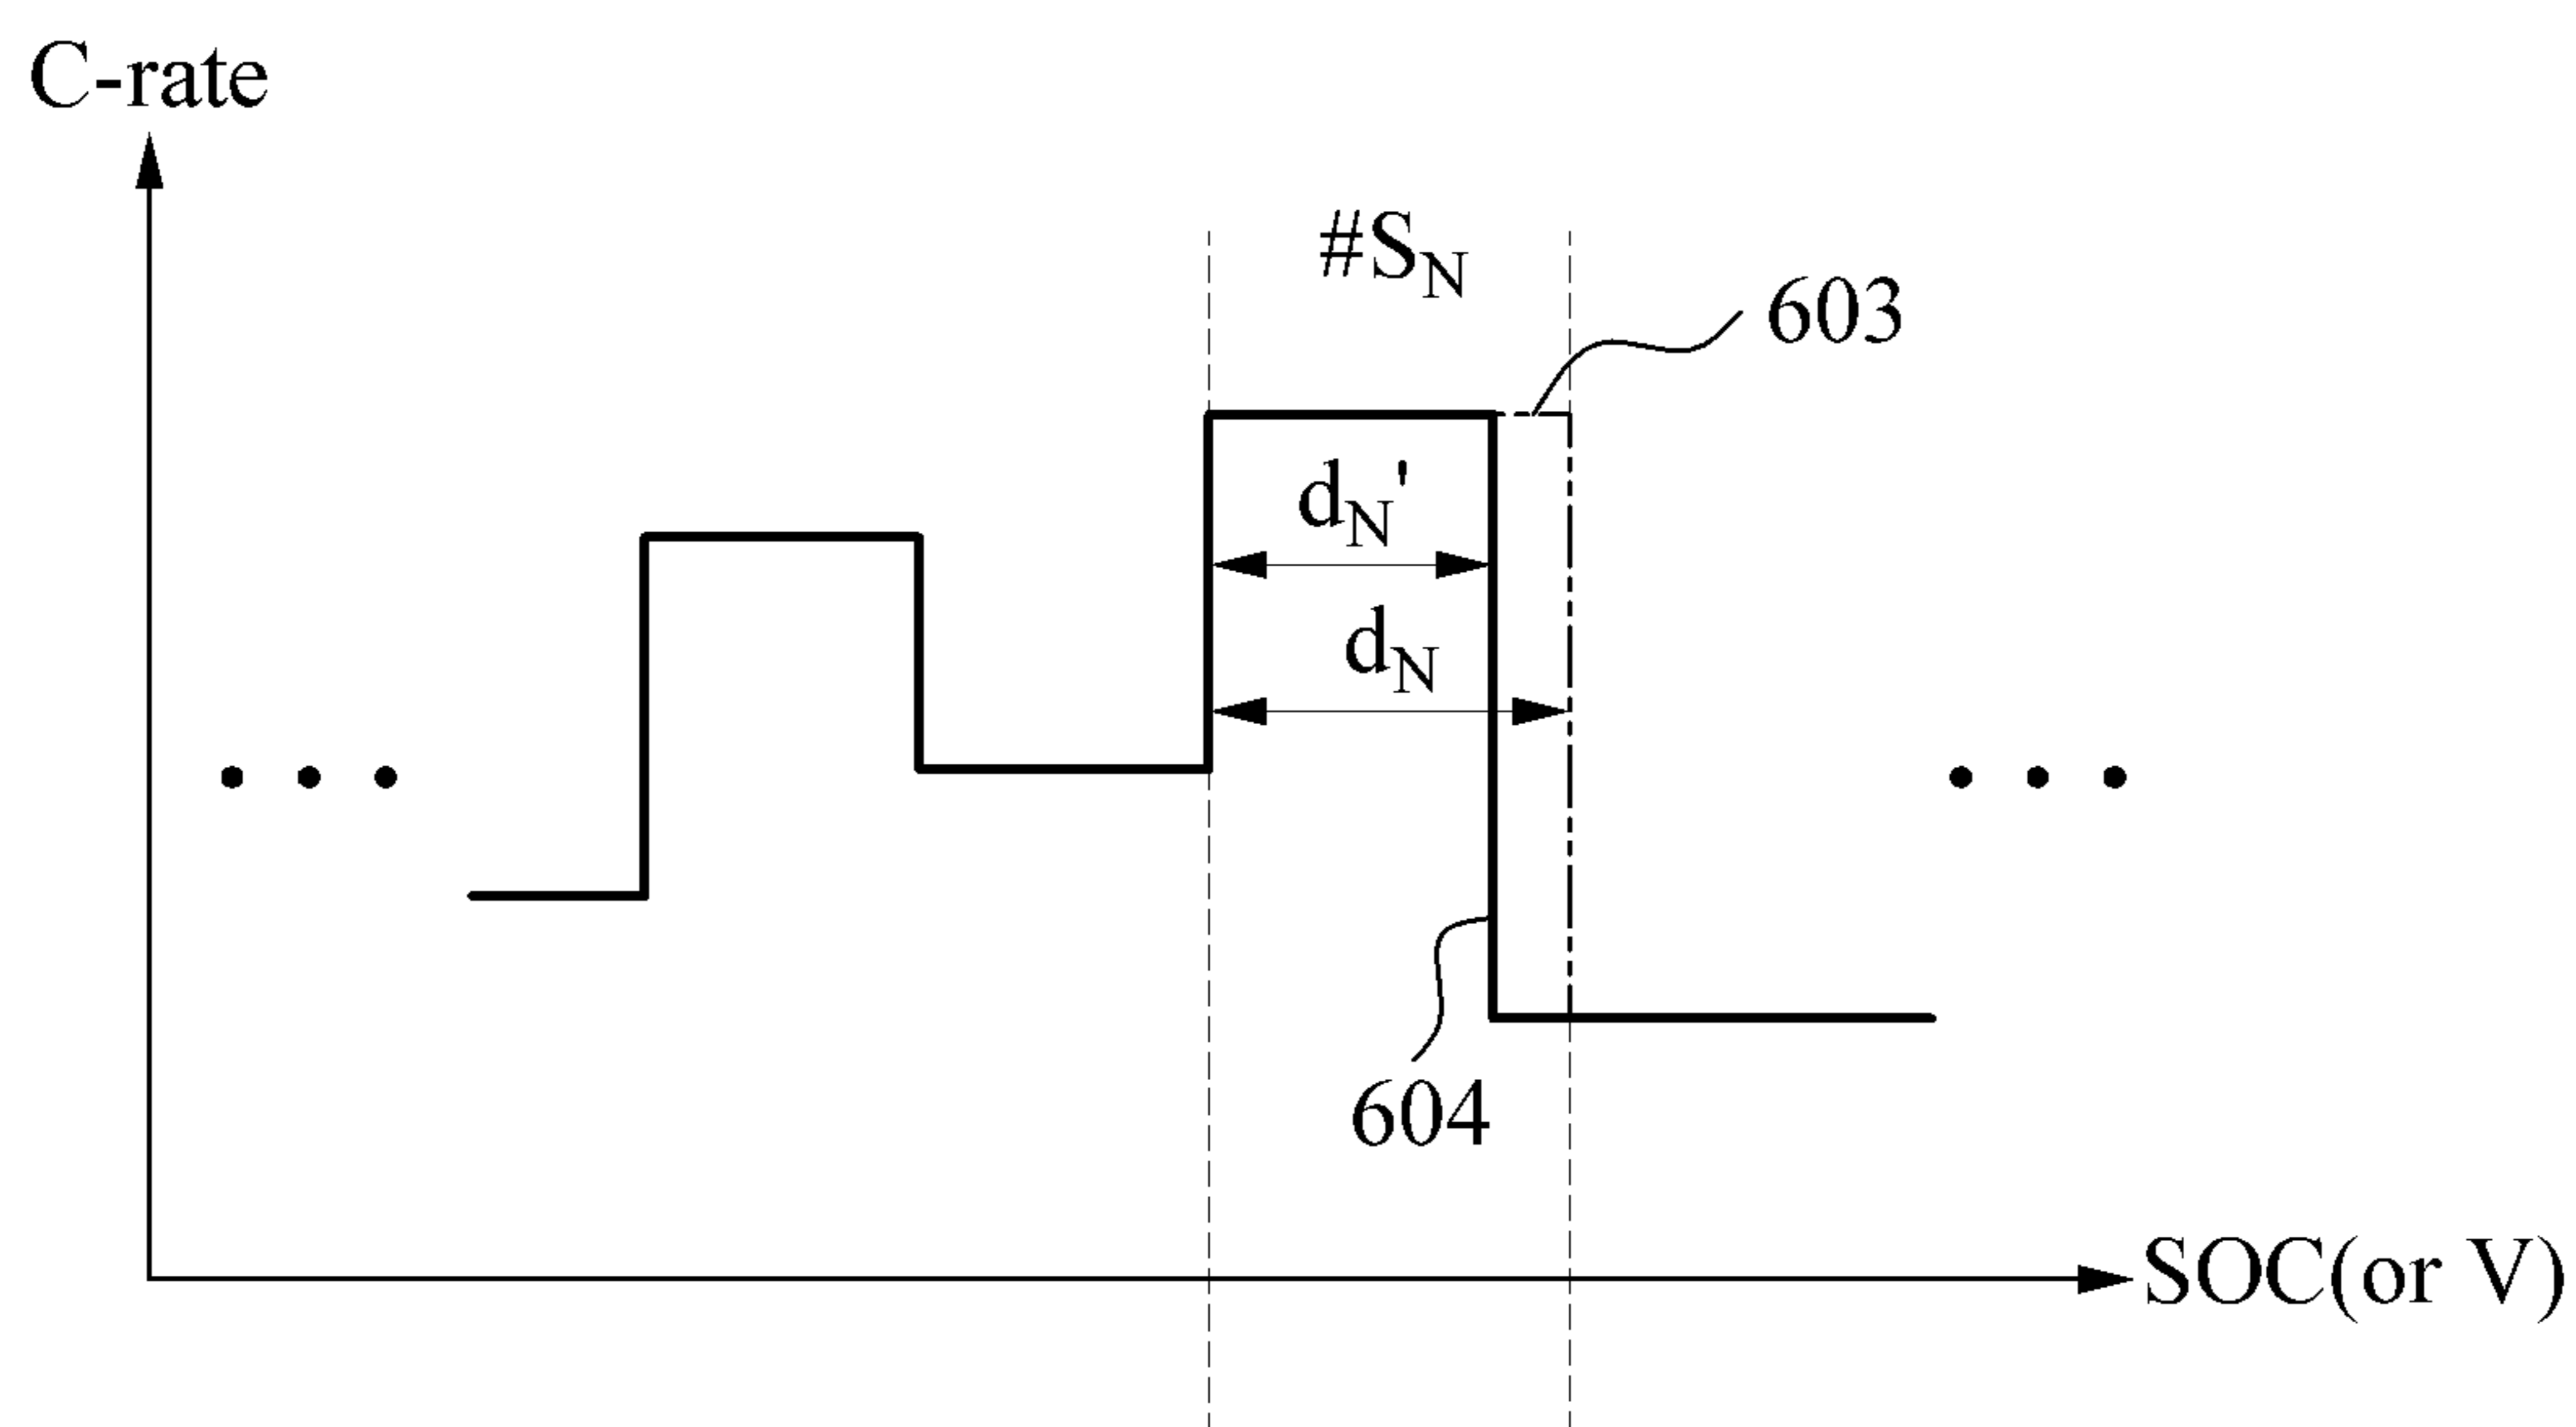 C-rate
#S_N
603
d_N'
d_N
604
SOC(or V)